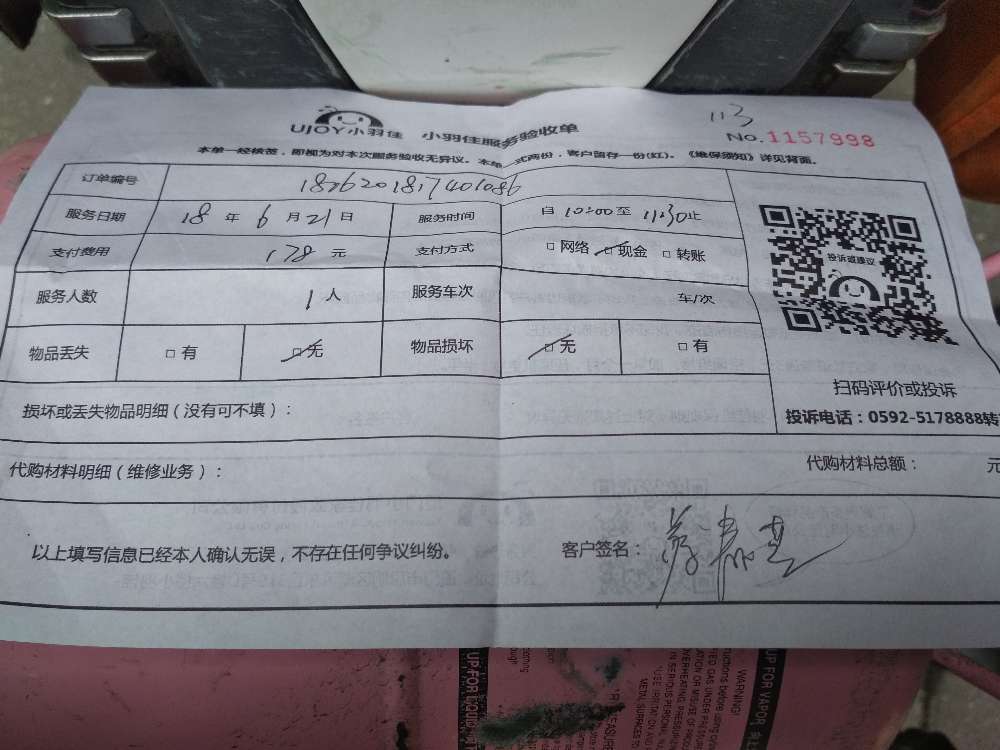 113
UJOY小羽佳 小羽佳服务验收单
No.1157998
本单一经核签，即视为对本次服务验收无异议。本单一式两份，客户留存一份(红)。《维保须知》详见背面。
订单编号 1826201817401086
服务日期 18 年 6 月 21 日 服务时间 自 10:00 至 11:30 止
支付费用 178 元 支付方式 □ 网络 □ 现金 □ 转账
服务人数 1 人 服务车次 车/次
物品丢失 □ 有 □ 无 物品损坏 □ 无 □ 有
投诉或建议
扫码评价或投诉
投诉电话：0592-5178888转
损坏或丢失物品明细（没有可不填）：
代购材料明细（维修业务）： 代购材料总额： 元
以上填写信息已经本人确认无误，不存在任何争议纠纷。 客户签名：
UP FOR LIQUID
UP FOR VAPOR
WARNING!